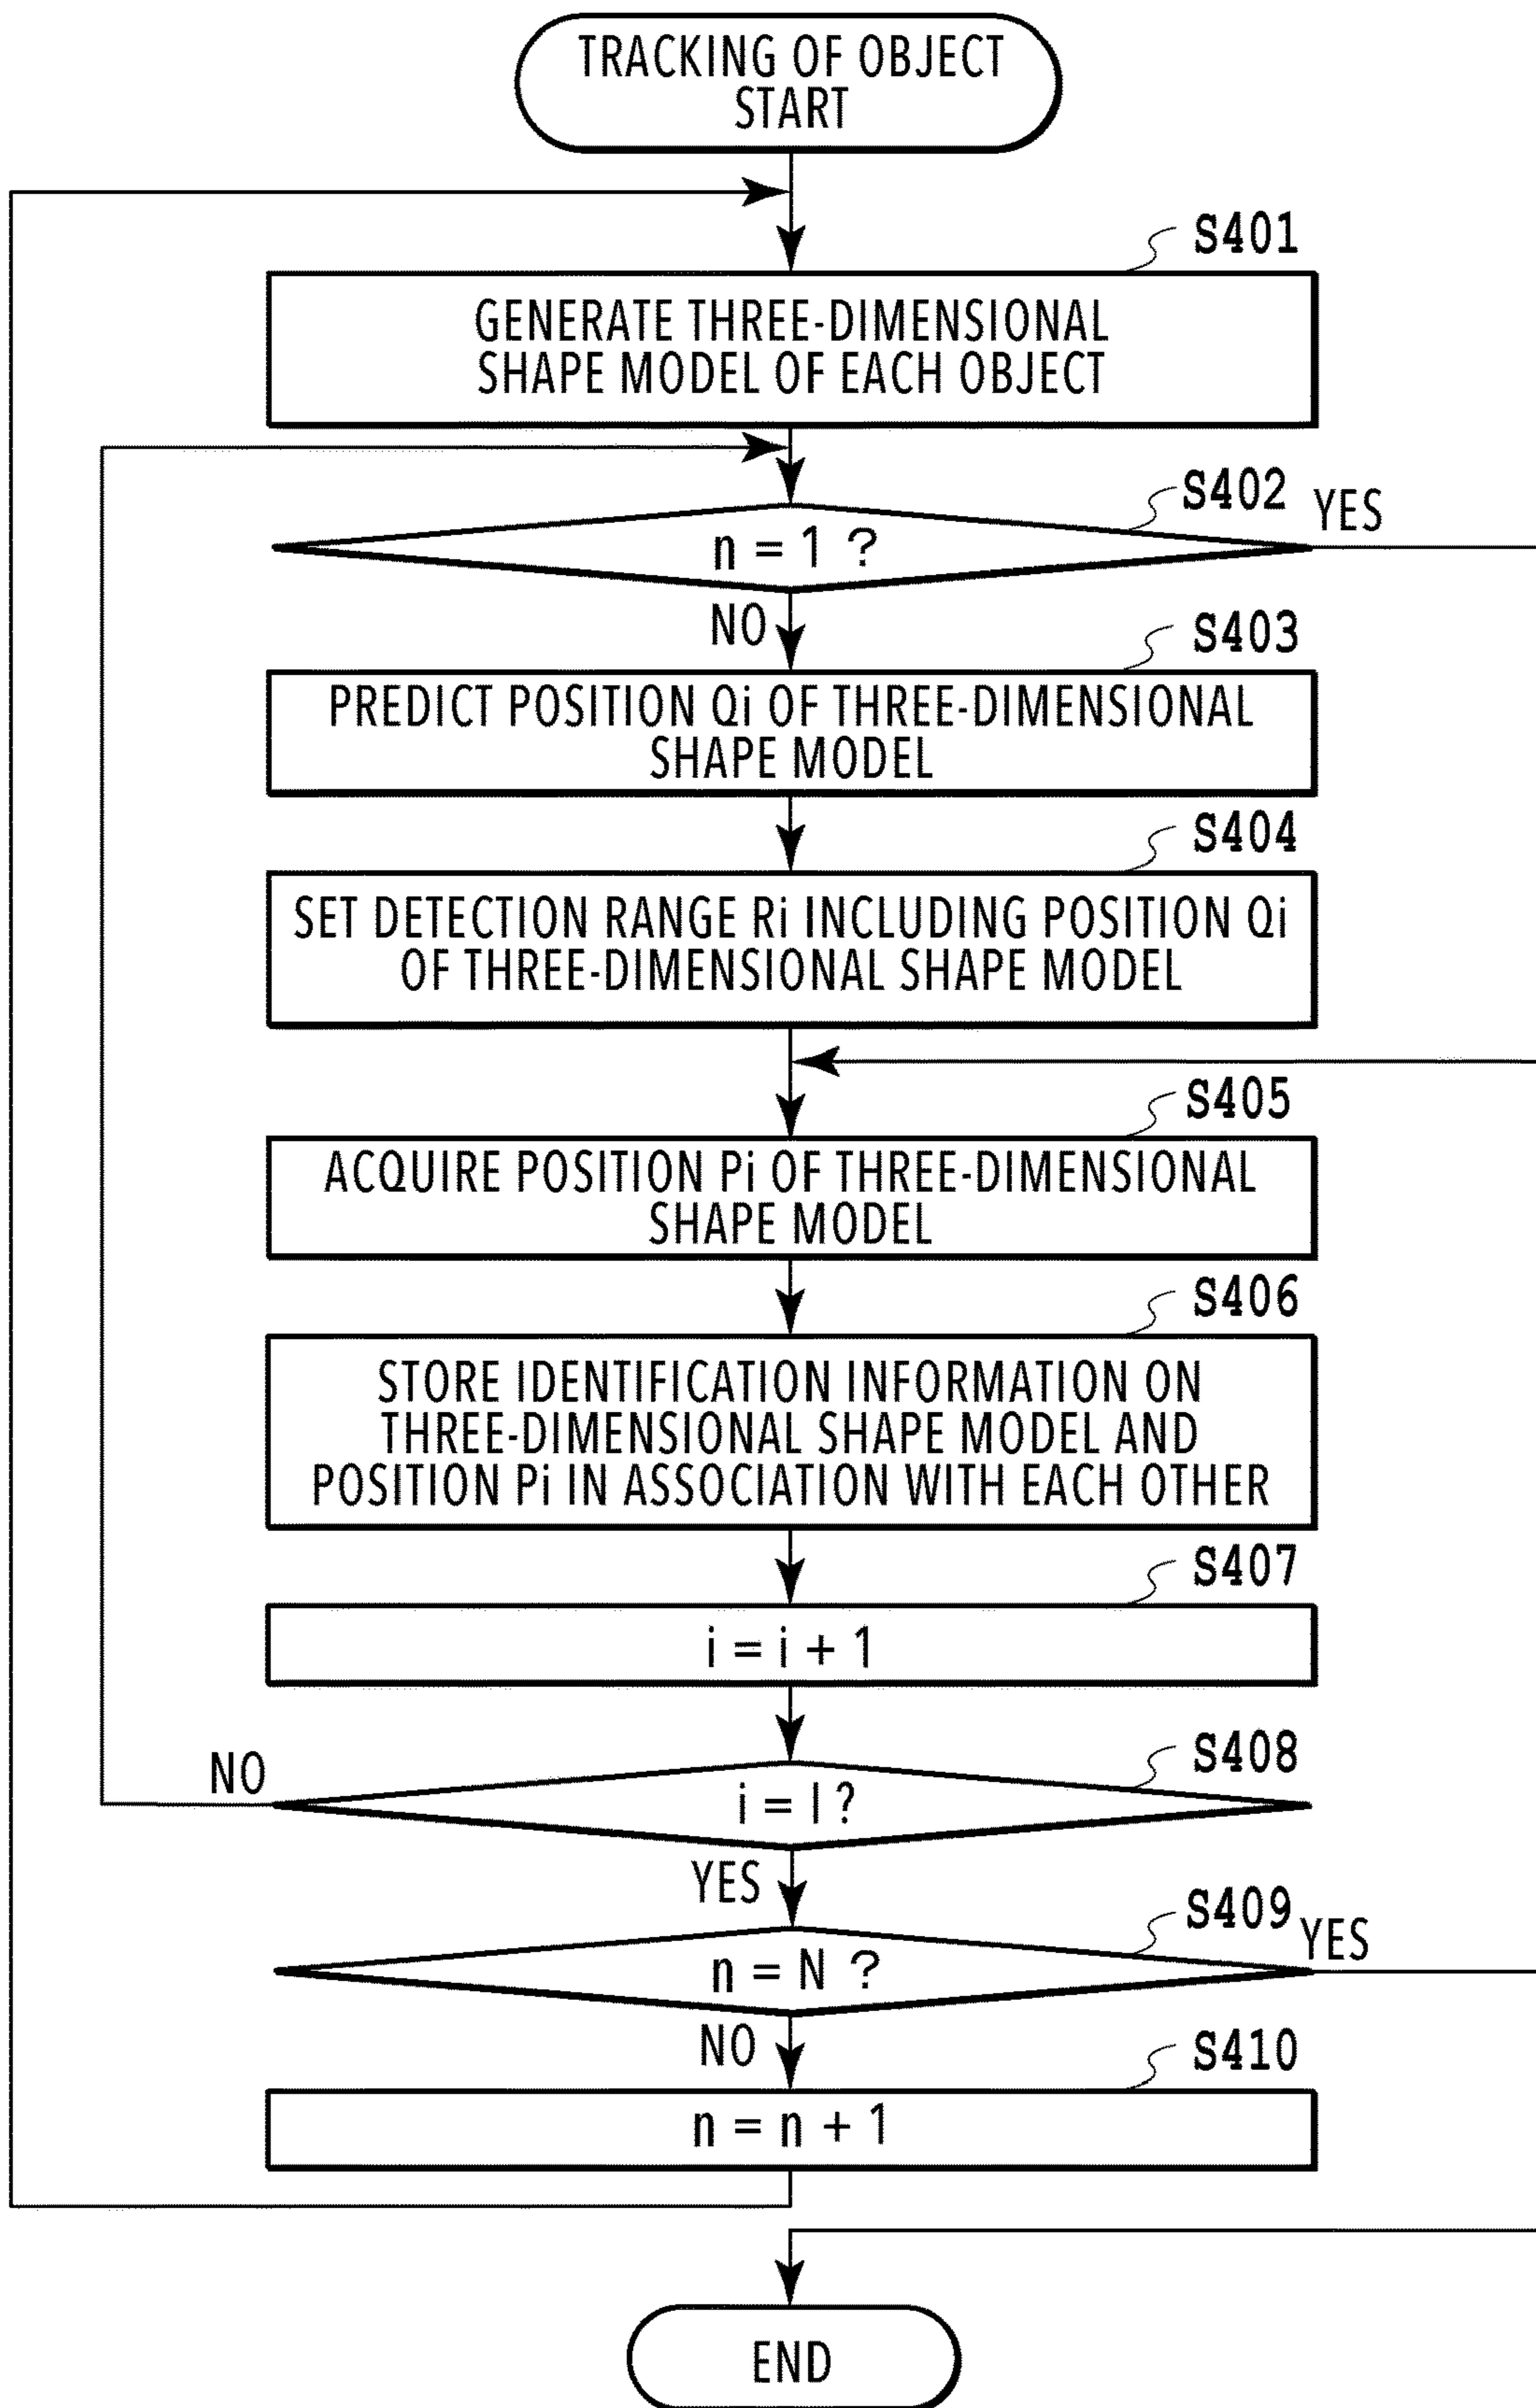 TRACKING OF OBJECT
START
S401
GENERATE THREE-DIMENSIONAL
SHAPE MODEL OF EACH OBJECT
S402
YES
n = 1 ?
NO
S403
PREDICT POSITION Qi OF THREE-DIMENSIONAL
SHAPE MODEL
S404
SET DETECTION RANGE Ri INCLUDING POSITION Qi
OF THREE-DIMENSIONAL SHAPE MODEL
S405
ACQUIRE POSITION Pi OF THREE-DIMENSIONAL
SHAPE MODEL
S406
STORE IDENTIFICATION INFORMATION ON
THREE-DIMENSIONAL SHAPE MODEL AND
POSITION Pi IN ASSOCIATION WITH EACH OTHER
S407
i = i + 1
S408
NO
i = I ?
YES
S409
YES
n = N ?
NO
S410
n = n + 1
END